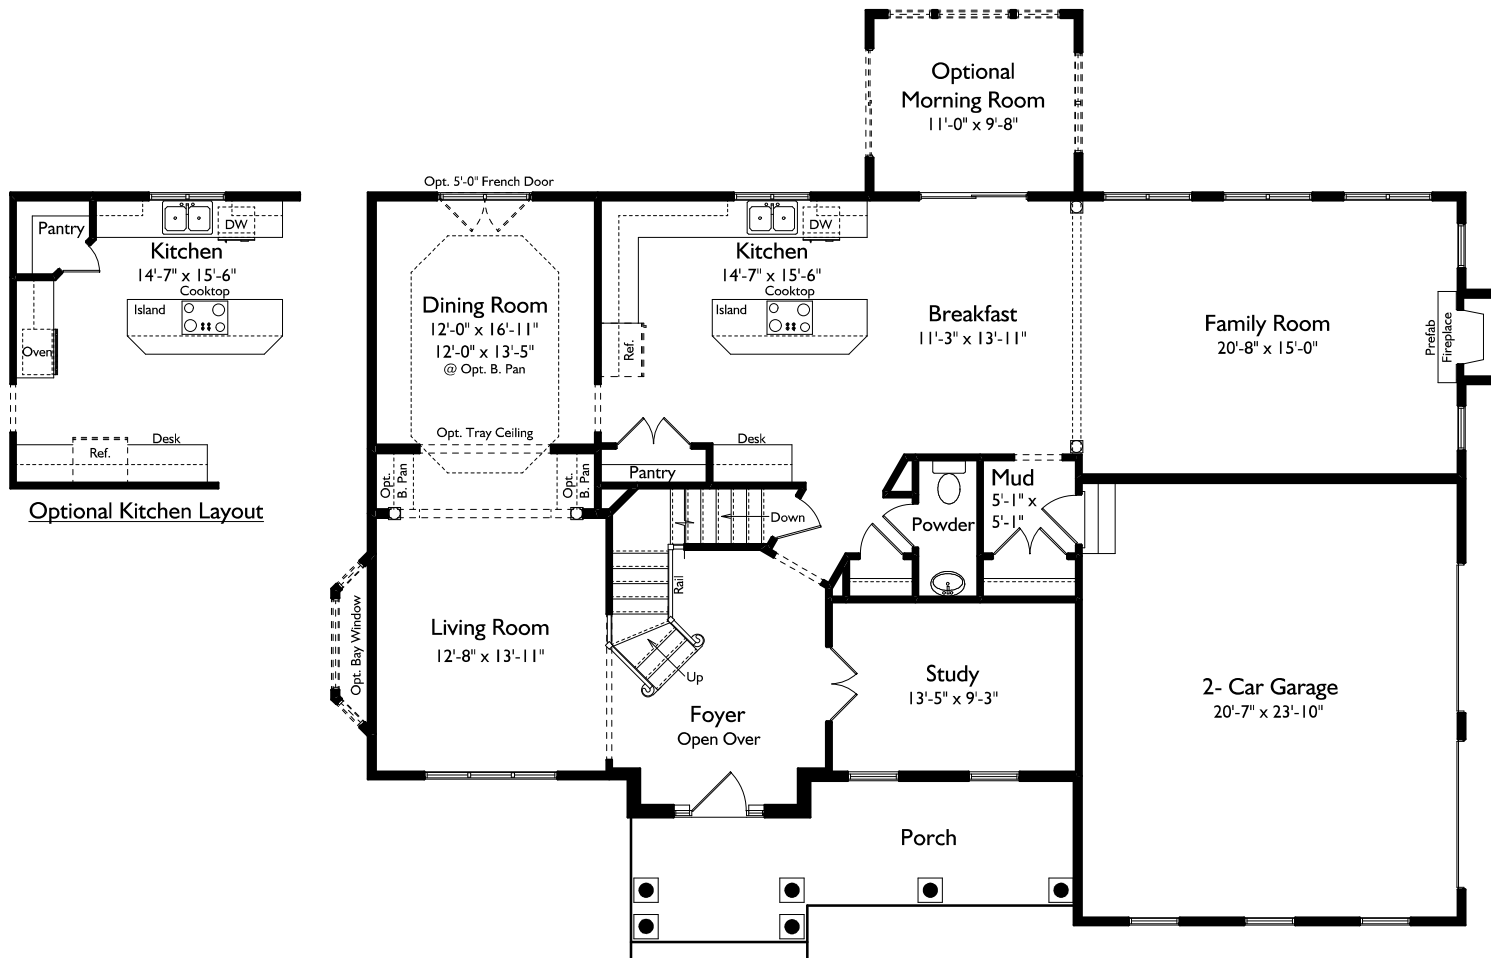 Optional
Morning Room
11'-0" x 9'-8"
Opt. 5'-0" French Door
Pantry
DW
Kitchen
14'-7" x 15'-6"
Cooktop
Island
Oven
Desk
Ref.
Optional Kitchen Layout
Dining Room
12'-0" x 16'-11"
12'-0" x 13'-5"
@ Opt. B. Pan
Opt. Tray Ceiling
Opt.
B. Pan
Opt.
B. Pan
DW
Kitchen
14'-7" x 15'-6"
Cooktop
Island
Ref.
Desk
Pantry
Breakfast
11'-3" x 13'-11"
Family Room
20'-8" x 15'-0"
Prefab
Fireplace
Mud
5'-1" x
5'-1"
Powder
Down
Rail
Up
Opt. Bay Window
Living Room
12'-8" x 13'-11"
Foyer
Open Over
Study
13'-5" x 9'-3"
2- Car Garage
20'-7" x 23'-10"
Porch